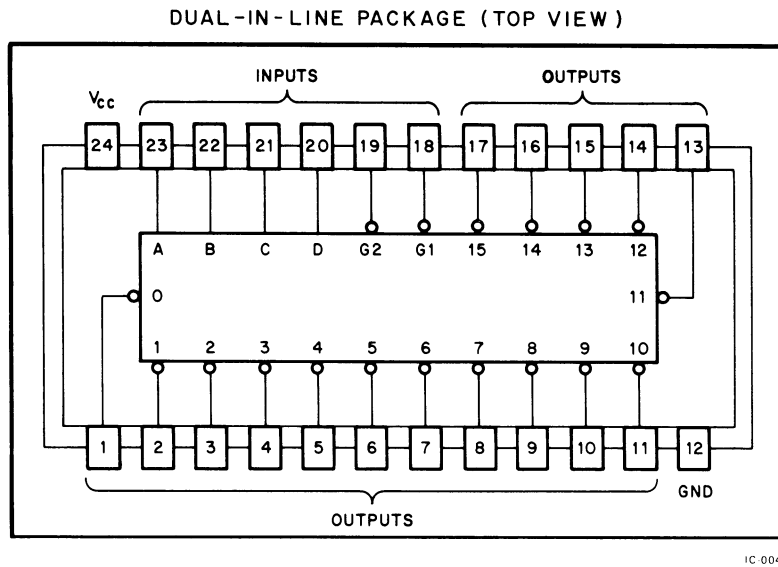 DUAL-IN-LINE PACKAGE (TOP VIEW)
INPUTS OUTPUTS
VCC
24 23 22 21 20 19 18 17 16 15 14 13
A B C D G2 G1 15 14 13 12
0 11
1 2 3 4 5 6 7 8 9 10
1 2 3 4 5 6 7 8 9 10 11 12
GND
OUTPUTS
IC-004